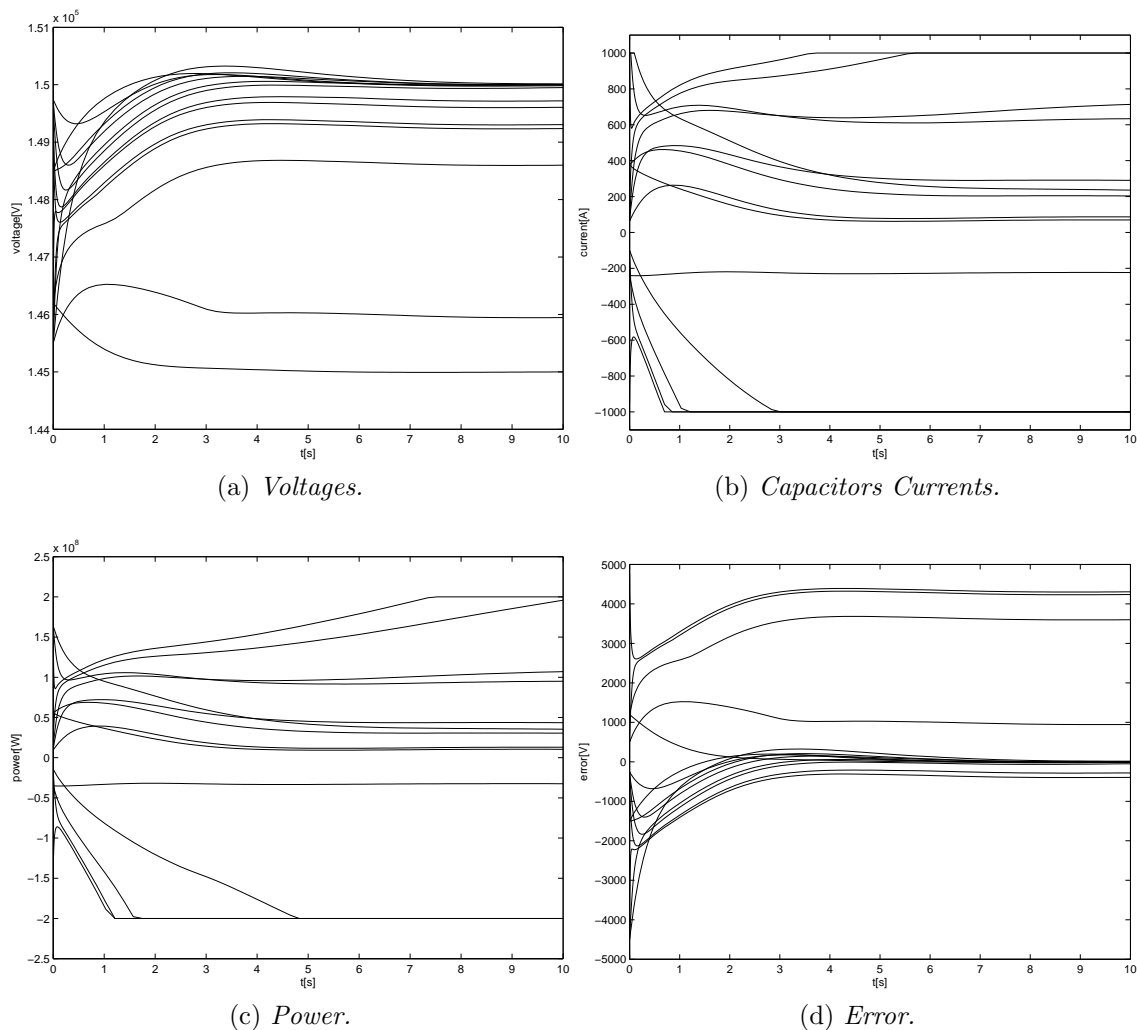 x 10^5
1.51
1.5
1.49
1.48
1.47
1.46
1.45
1.44
voltage[V]
0 1 2 3 4 5 6 7 8 9 10
t[s]
(a) Voltages.
1000
800
600
400
200
0
−200
−400
−600
−800
−1000
current[A]
0 1 2 3 4 5 6 7 8 9 10
t[s]
(b) Capacitors Currents.
x 10^8
2.5
2
1.5
1
0.5
0
−0.5
−1
−1.5
−2
−2.5
power[W]
0 1 2 3 4 5 6 7 8 9 10
t[s]
(c) Power.
5000
4000
3000
2000
1000
0
−1000
−2000
−3000
−4000
−5000
error[V]
0 1 2 3 4 5 6 7 8 9 10
t[s]
(d) Error.